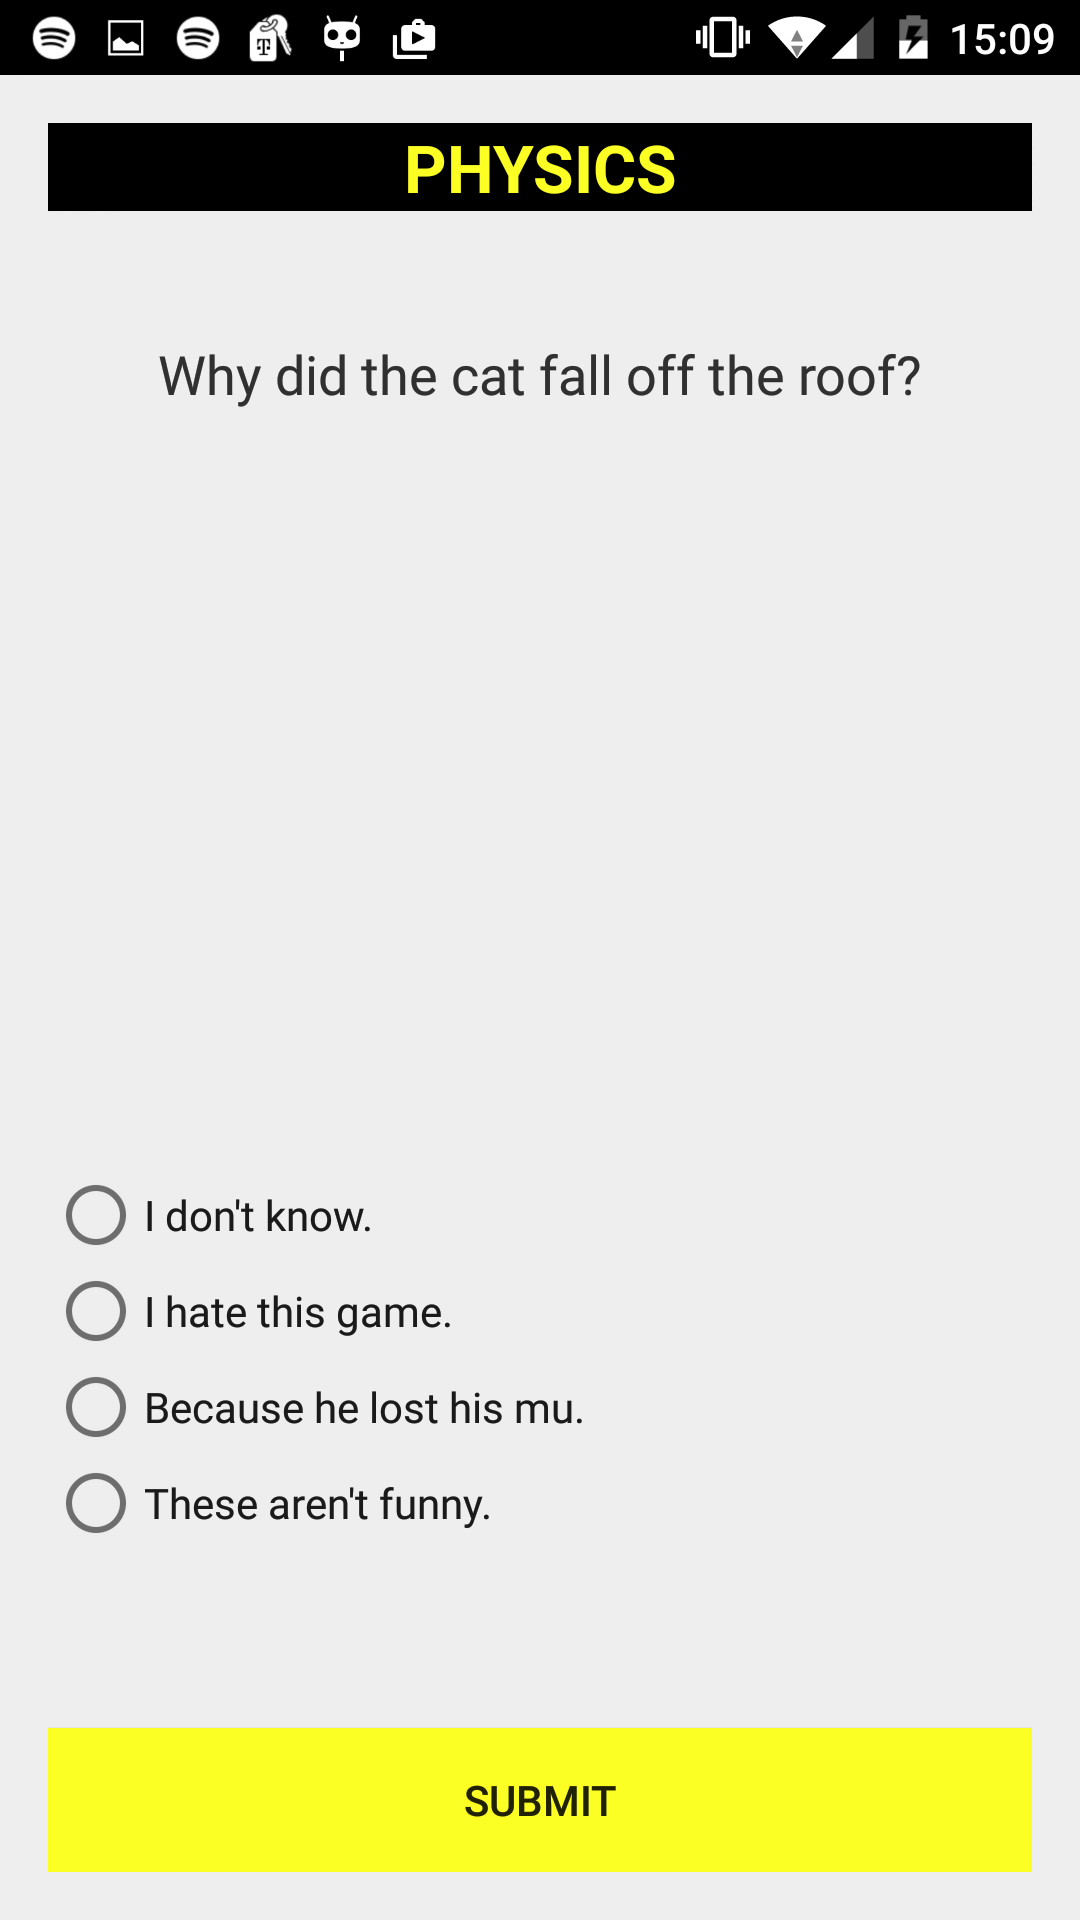 15:09
PHYSICS
Why did the cat fall off the roof?
I don't know.
I hate this game.
Because he lost his mu.
These aren't funny.
SUBMIT